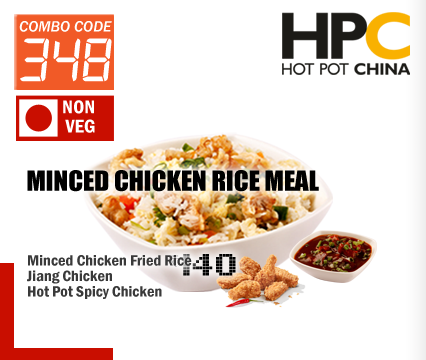 COMBO CODE
348
HPC
HOT POT CHINA
NON
VEG
MINCED CHICKEN RICE MEAL
Minced Chicken Fried Rice
140
Jiang Chicken
Hot Pot Spicy Chicken